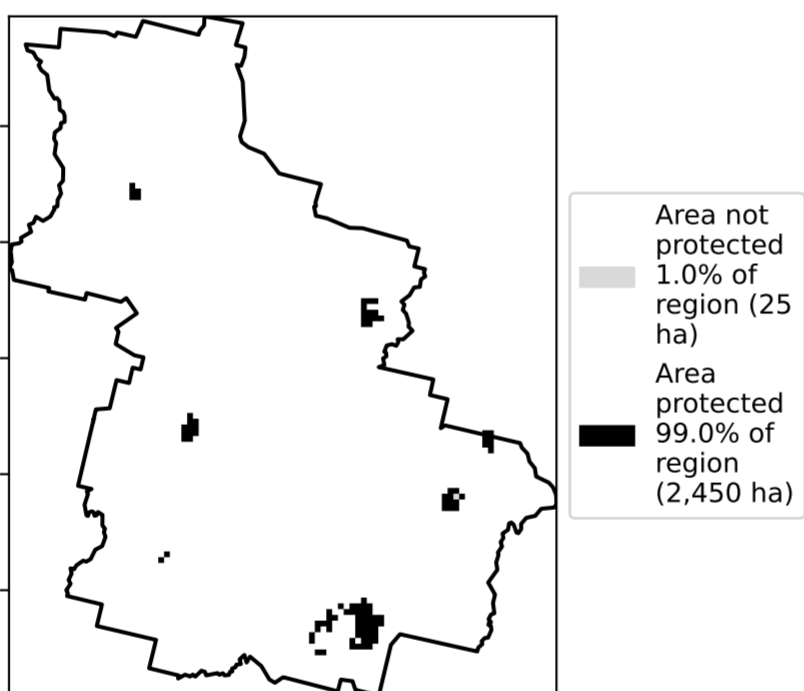 Area not
protected
1.0% of
region (25
ha)
Area
protected
99.0% of
region
(2,450 ha)